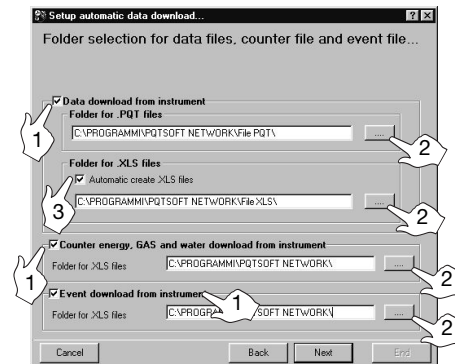 Setup automatic data download...
? X
Folder selection for data files, counter file and event file...
Data download from instrument
Folder for .PQT files
1
C:\PROGRAMMI\PQTSOFT NETWORK\File PQT\
....
2
Folder for .XLS files
Automatic create .XLS files
3
C:\PROGRAMMI\PQTSOFT NETWORK\File XLS\
....
2
Counter energy, GAS and water download from instrument
1
Folder for .XLS files
C:\PROGRAMMI\PQTSOFT NETWORK\
....
2
Event download from instrument
1
Folder for .XLS files
SOFT NETWORK\
....
2
Cancel
Back
Next
End